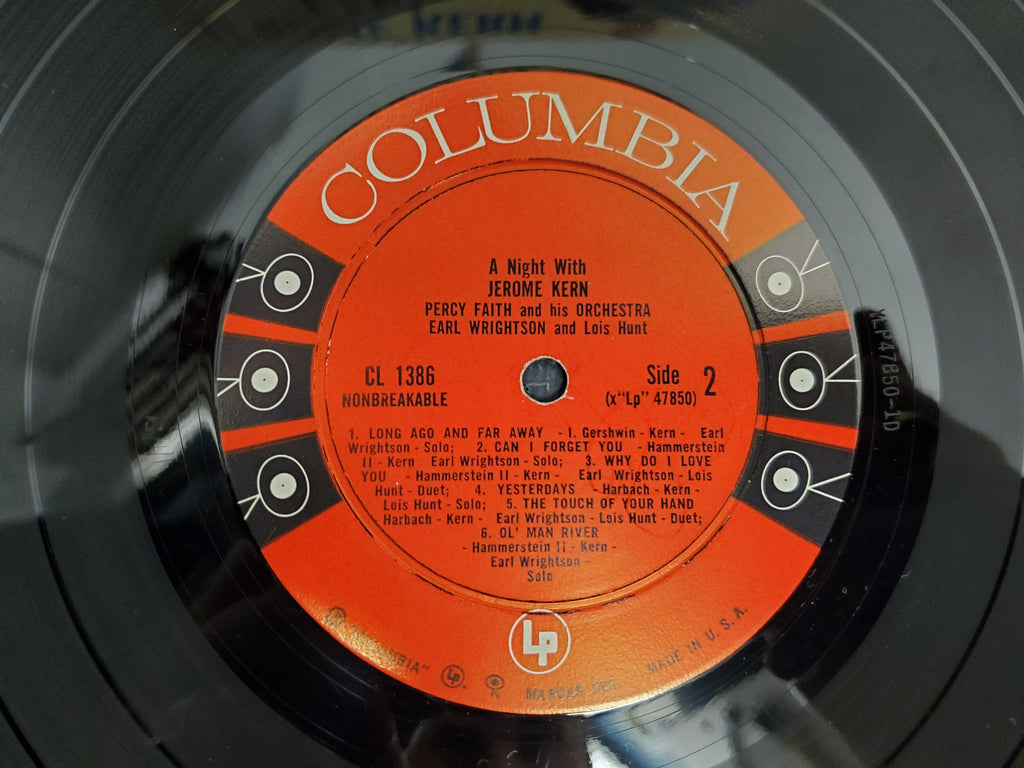 COLUMBIA
A Night With
JEROME KERN
PERCY FAITH and his ORCHESTRA
EARL WRIGHTSON and Lois Hunt
CL 1386
NONBREAKABLE
Side 2
(x"Lp" 47850)
1. LONG AGO AND FAR AWAY - I. Gershwin - Kern - Earl
Wrightson - Solo; 2. CAN I FORGET YOU - Hammerstein
II - Kern Earl Wrightson - Solo; 3. WHY DO I LOVE
YOU - Hammerstein II - Kern - Earl Wrightson - Lois
Hunt - Duet; 4. YESTERDAYS - Harbach - Kern -
Lois Hunt - Solo; 5. THE TOUCH OF YOUR HAND
Harbach - Kern - Earl Wrightson - Lois Hunt - Duet;
6. OL' MAN RIVER
- Hammerstein II - Kern -
Earl Wrightson -
Solo
Lp
Lp
MARCAS
MADE IN U. S. A.
XLP47850-1D